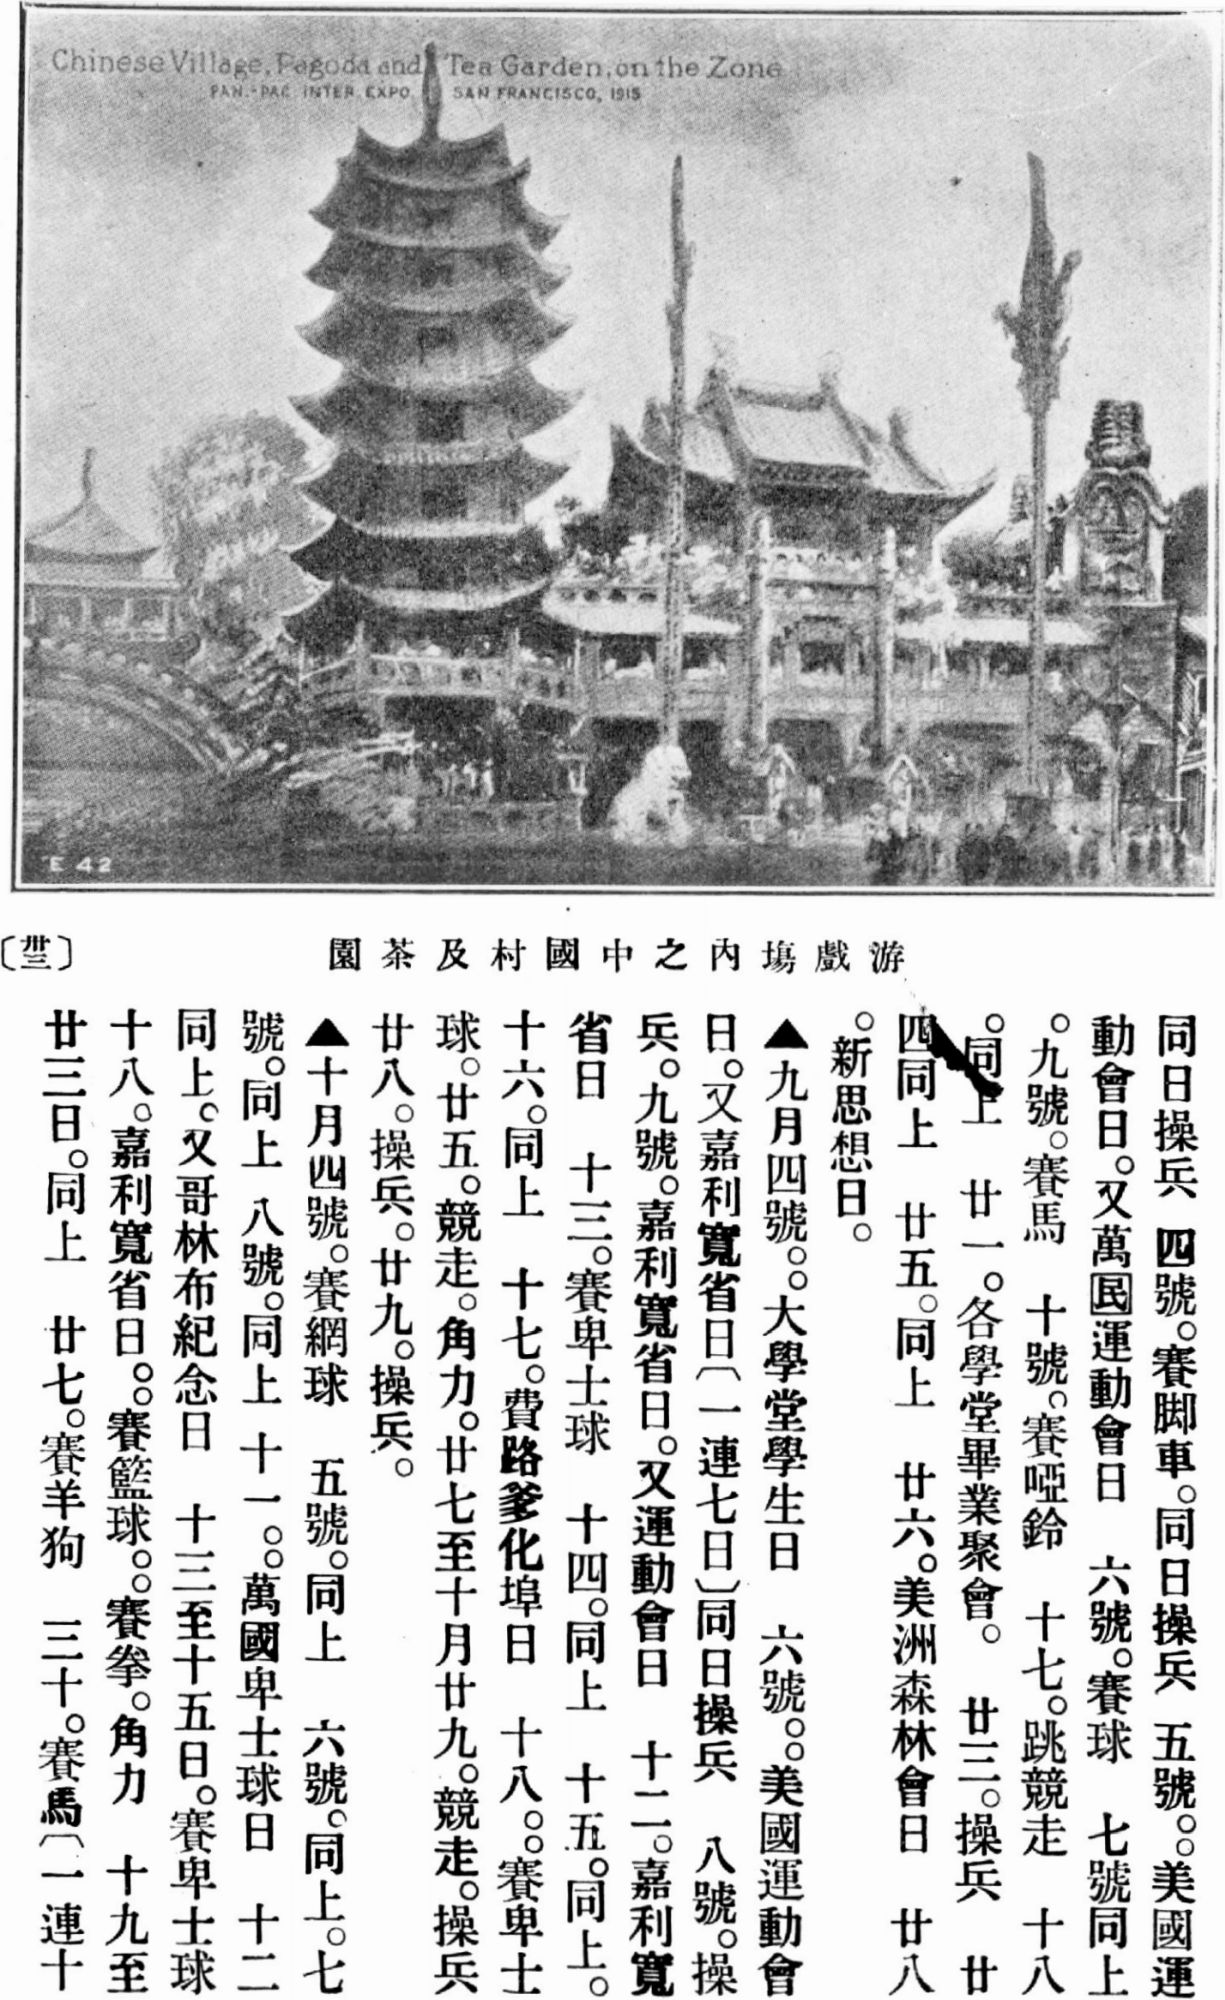 Chinese Village, Pagoda and Tea Garden, on the Zone
PAN.-PAC INTER. EXPO. SAN FRANCISCO, 1915
E 42
游戲塲內之中國村及茶園
〔卅三〕
同日操兵 四號。賽脚車。同日操兵 五號。○美國運
動會日。又萬民運動會日 六號。賽球 七號同上
。九號。賽馬 十號。賽啞鈴 十七。跳競走 十八
。同上 廿一。各學堂畢業聚會。 廿三。操兵 廿
四同上 廿五。同上 廿六。美洲森林會日 廿八
。新思想日。
▲九月四號。○大學堂學生日 六號。○美國運動會
日。又嘉利寬省日〔一連七日〕同日操兵 八號。操
兵。九號。嘉利寬省日。又運動會日 十二。嘉利寬
省日 十三。賽卑士球 十四。同上 十五。同上。
十六。同上 十七。費路爹化埠日 十八。○賽卑士
球。廿五。競走。角力。廿七至十月廿九。競走。操兵
廿八。操兵。廿九。操兵。
▲十月四號。賽網球 五號。同上 六號。同上。七
號。同上 八號。同上 十一。○萬國卑士球日 十二
同上。又哥林布紀念日 十三至十五日。賽卑士球
十八。嘉利寬省日。○賽籃球。○賽拳。角力 十九至
廿三日。同上 廿七。賽羊狗 三十。賽馬〔一連十